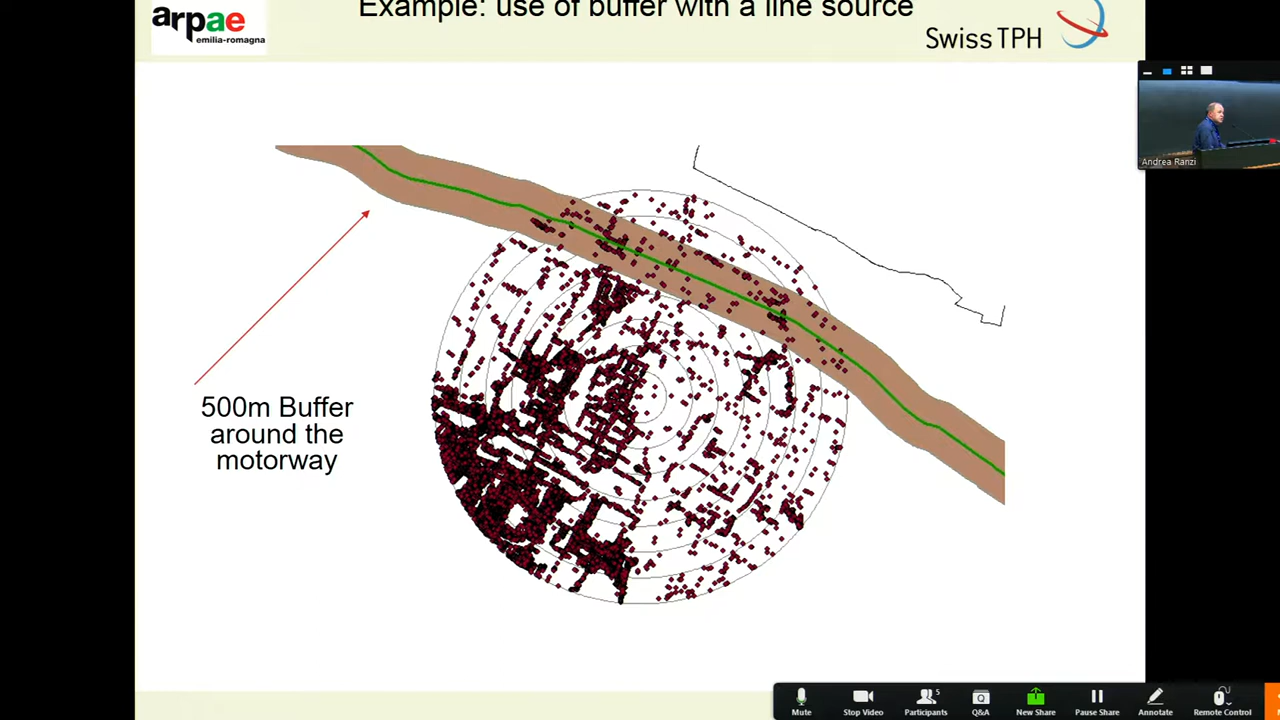 Example: use of buffer with a line source
arpae
emilia-romagna
Swiss TPH
Andrea Ranzi
500m Buffer
around the
motorway
Mute
Stop Video
Participants
5
Q&A
New Share
Pause Share
Annotate
Remote Control